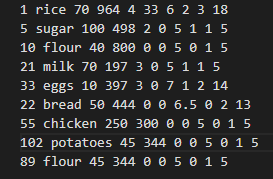 1 rice 70 964 4 33 6 2 3 18
5 sugar 100 498 2 0 5 1 1 5
10 flour 40 800 0 0 5 0 1 5
21 milk 70 197 3 0 5 1 1 5
33 eggs 10 397 3 0 7 1 2 14
22 bread 50 444 0 0 6.5 0 2 13
55 chicken 250 300 0 0 5 0 1 5
102 potatoes 45 344 0 0 5 0 1 5
89 flour 45 344 0 0 5 0 1 5